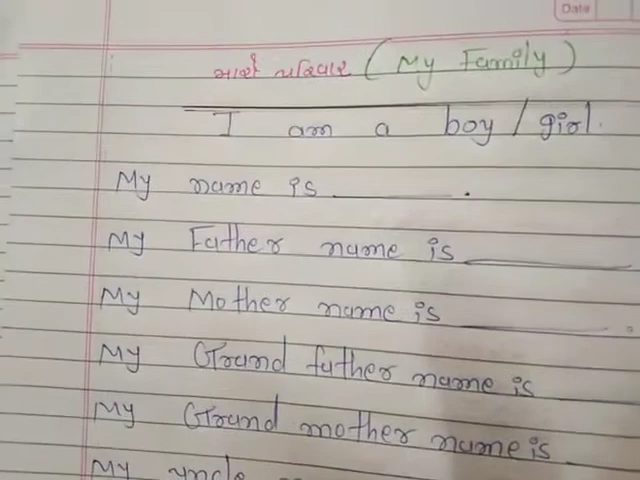 Date
મારો પરિવાર ( My Family )
I am a boy / girl.
My name is ______ .
My Father name is ______
My Mother name is ______ .
My Grand father name is
My Grand mother name is
My uncle